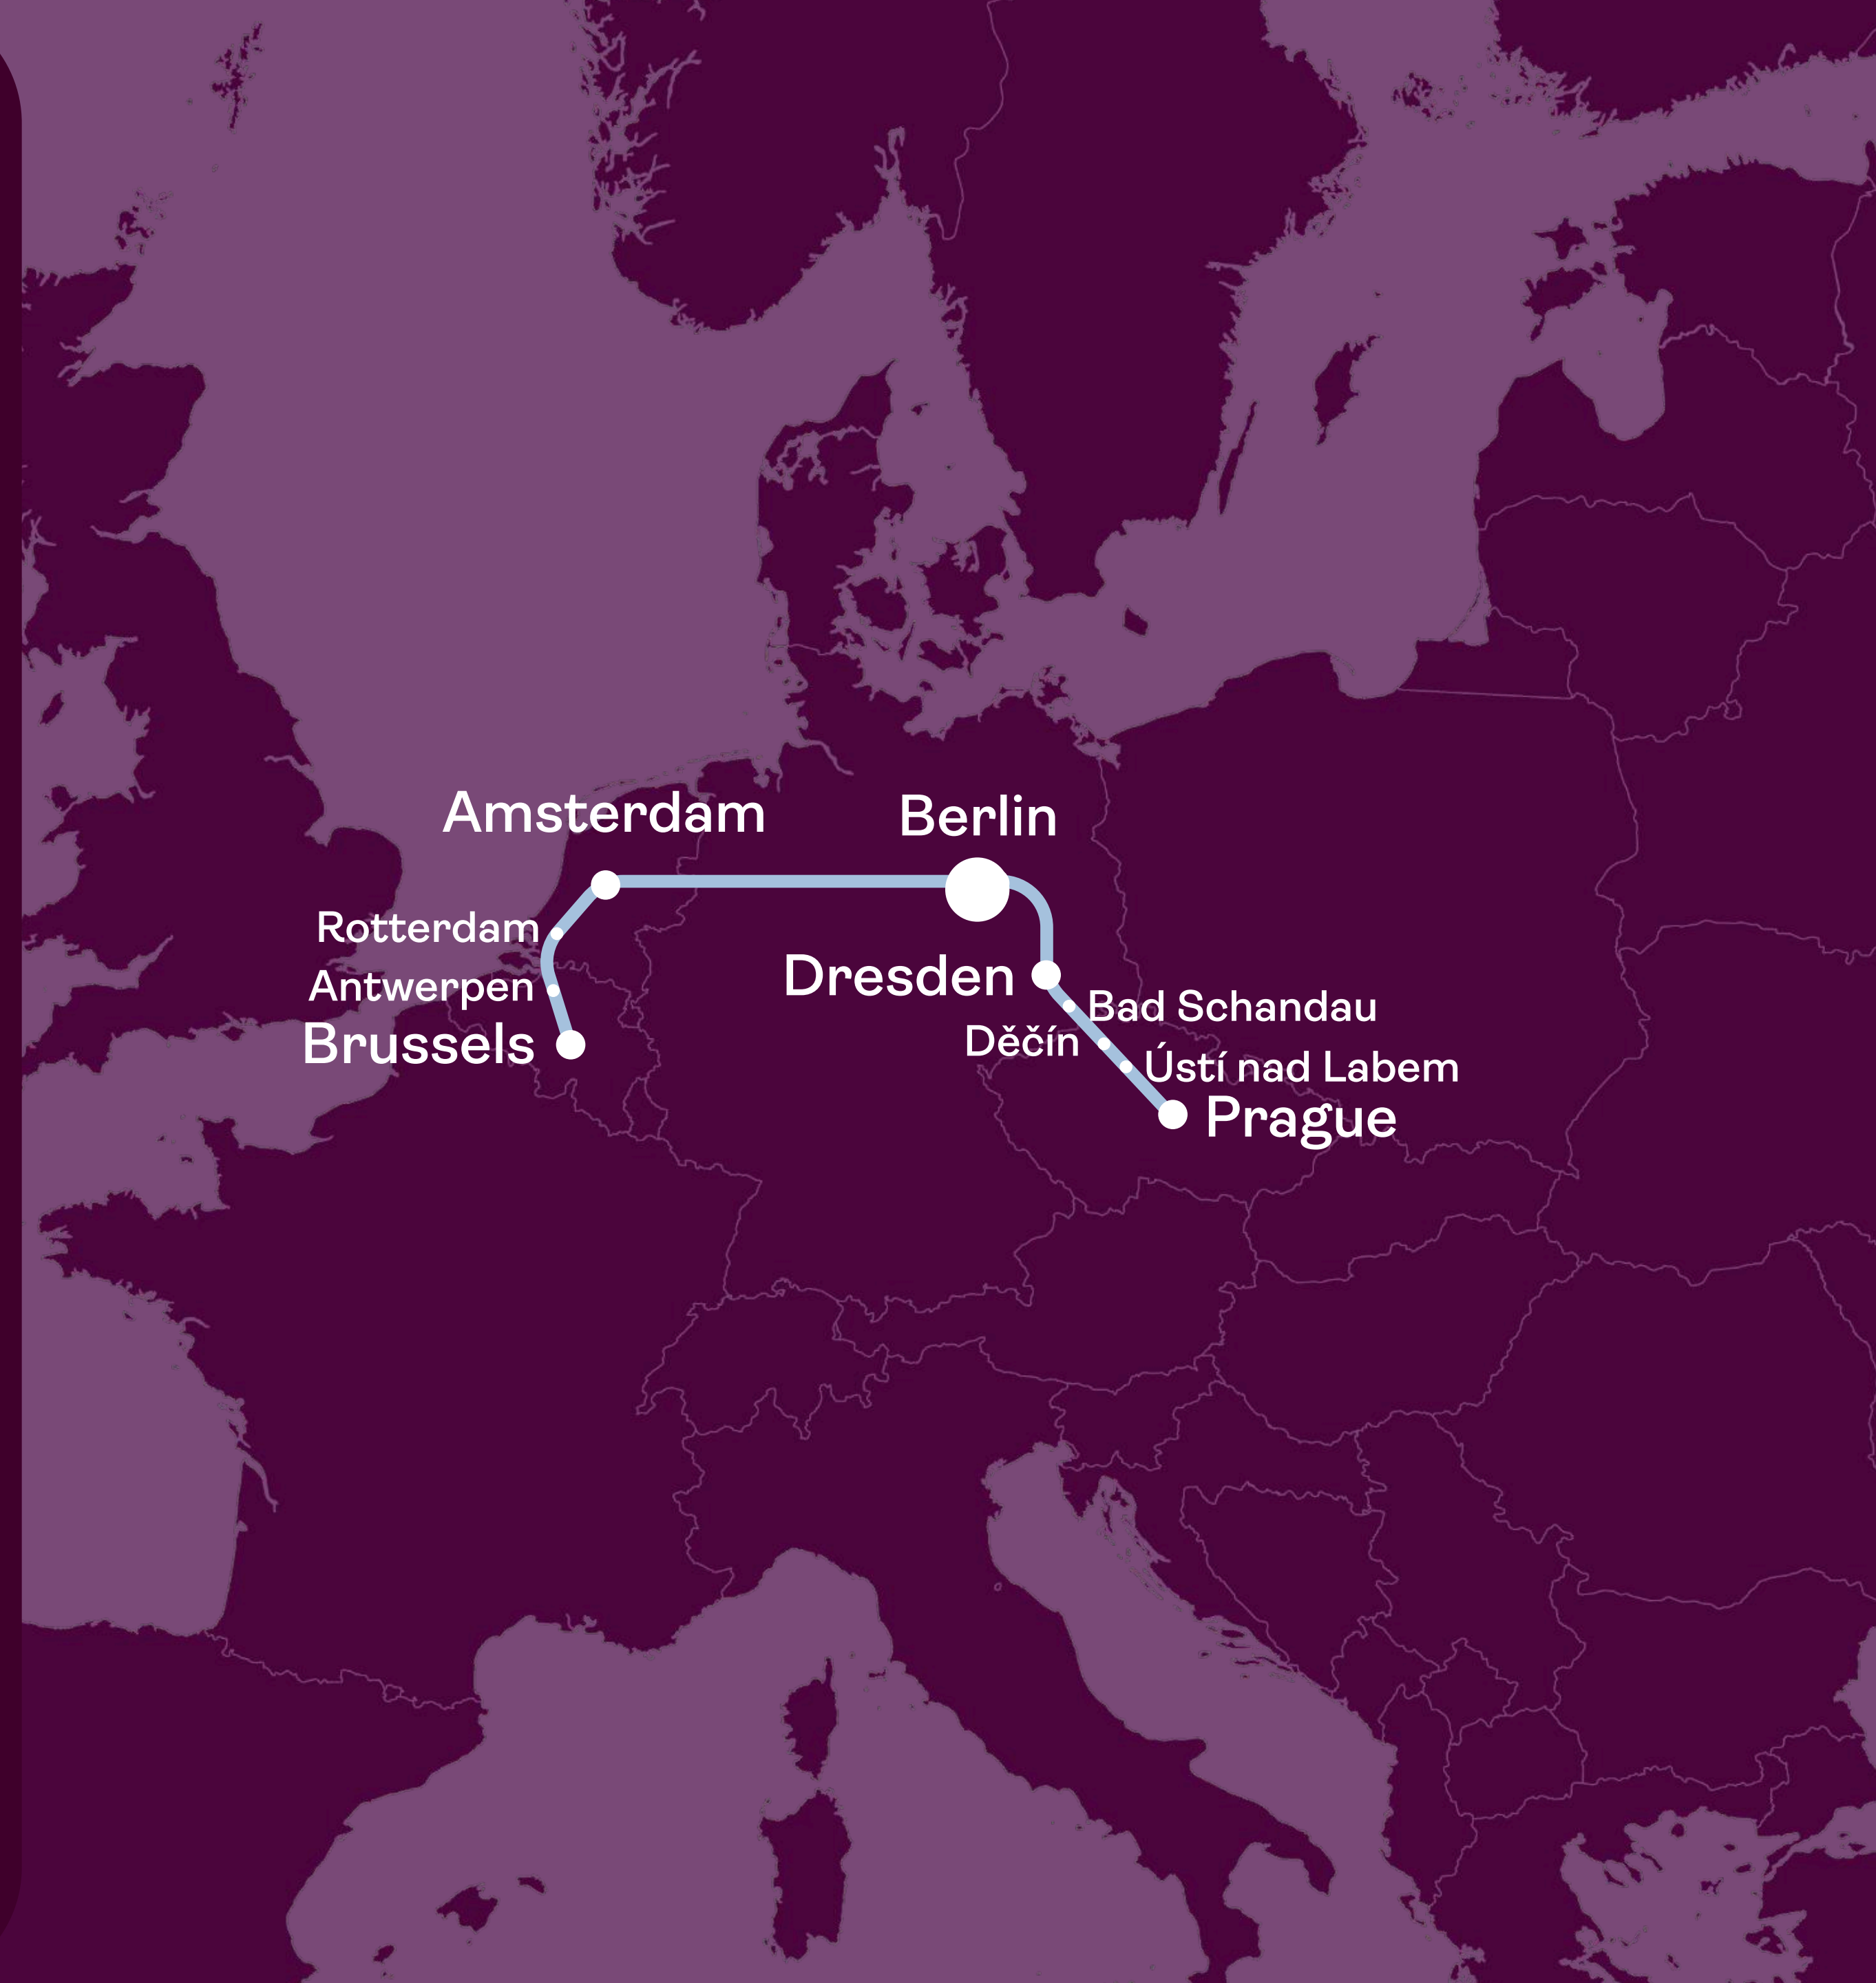 Amsterdam
Berlin
Rotterdam
Antwerpen
Brussels
Dresden
Bad Schandau
Děčín
Ústí nad Labem
Prague